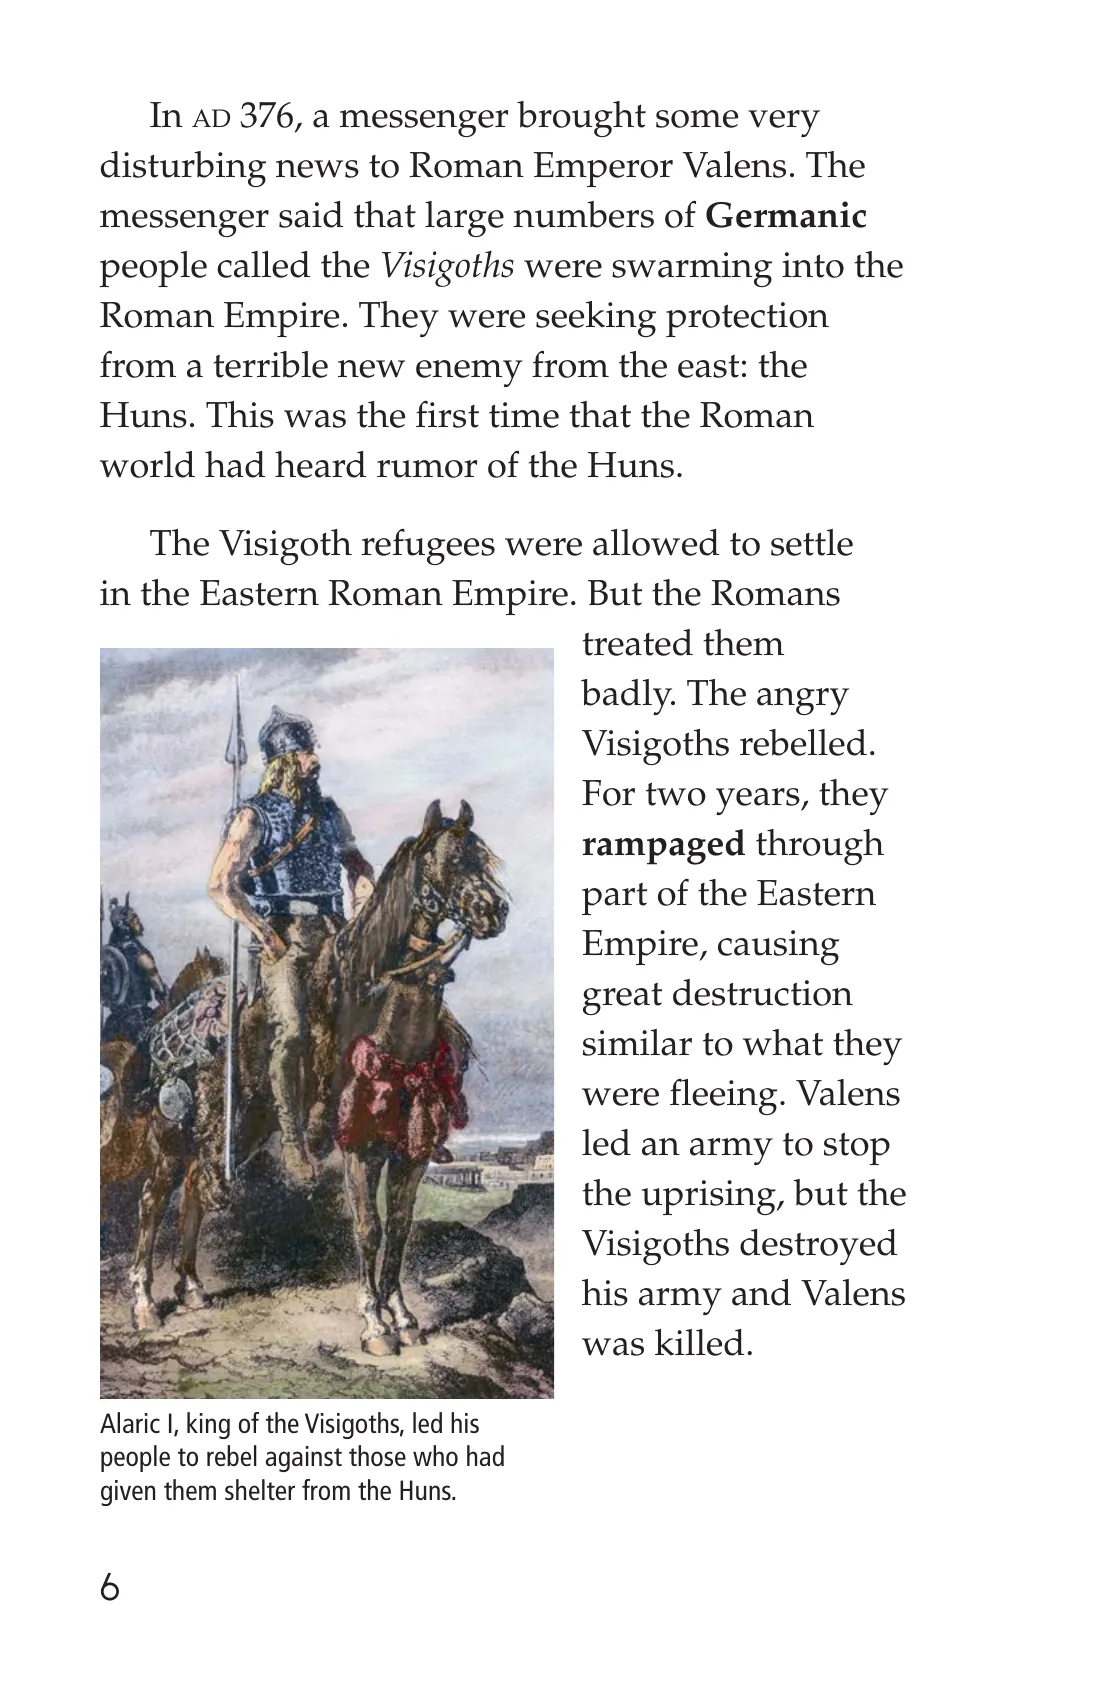 In AD 376, a messenger brought some very
disturbing news to Roman Emperor Valens. The
messenger said that large numbers of Germanic
people called the Visigoths were swarming into the
Roman Empire. They were seeking protection
from a terrible new enemy from the east: the
Huns. This was the first time that the Roman
world had heard rumor of the Huns.
The Visigoth refugees were allowed to settle
in the Eastern Roman Empire. But the Romans
treated them
badly. The angry
Visigoths rebelled.
For two years, they
rampaged through
part of the Eastern
Empire, causing
great destruction
similar to what they
were fleeing. Valens
led an army to stop
the uprising, but the
Visigoths destroyed
his army and Valens
was killed.
Alaric I, king of the Visigoths, led his
people to rebel against those who had
given them shelter from the Huns.
6